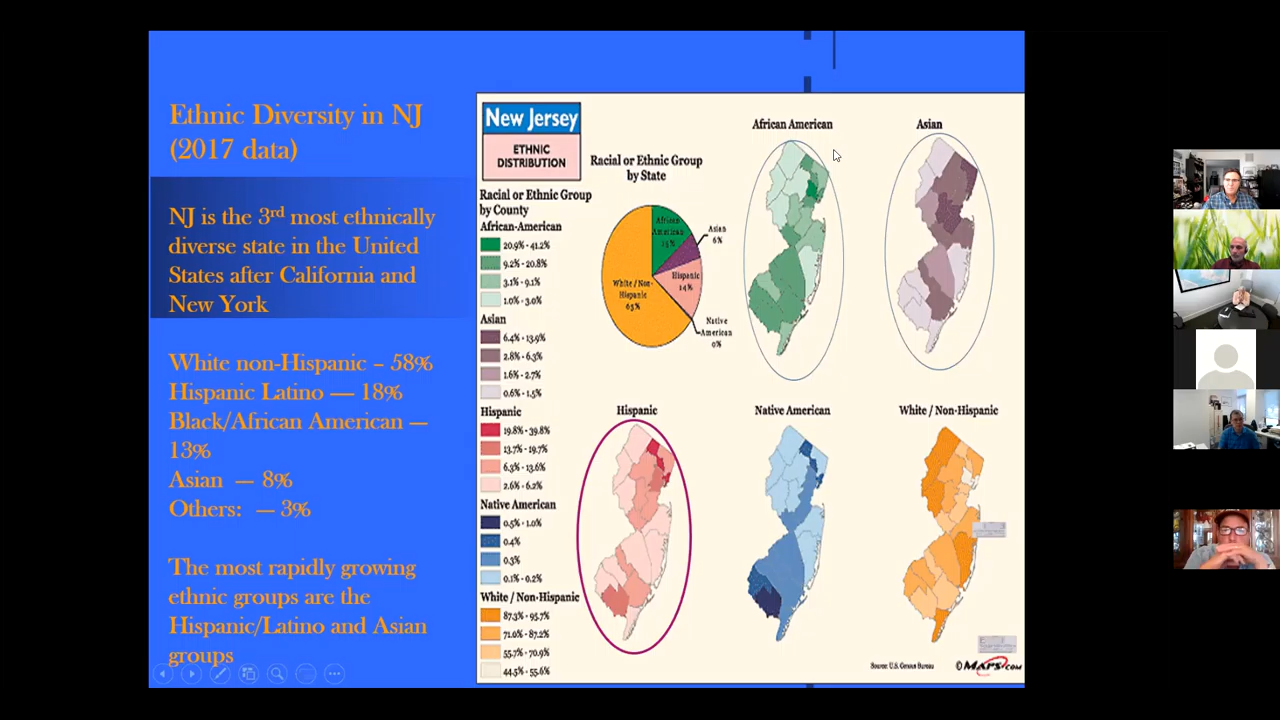 Ethnic Diversity in NJ
(2017 data)
NJ is the 3rd most ethnically
diverse state in the United
States after California and
New York
White non-Hispanic – 58%
Hispanic Latino — 18%
Black/African American —
13%
Asian — 8%
Others: — 3%
The most rapidly growing
ethnic groups are the
Hispanic/Latino and Asian
groups
New Jersey
ETHNIC
DISTRIBUTION
Racial or Ethnic Group
by County
African-American
20.9% - 41.2%
9.2% - 20.8%
3.1% - 9.1%
1.0% - 3.0%
Asian
6.4% - 13.9%
2.8% - 6.3%
1.6% - 2.7%
0.6% - 1.5%
Hispanic
19.8% - 39.8%
13.7% - 19.7%
6.3% - 13.6%
2.6% - 6.2%
Native American
0.5% - 1.0%
0.4%
0.3%
0.1% - 0.2%
White / Non-Hispanic
87.3% - 95.7%
71.0% - 87.2%
55.7% - 70.9%
44.5% - 55.6%
Racial or Ethnic Group
by State
African
American
13%
Asian
6%
Hispanic
14%
White / Non-
Hispanic
63%
Native
American
0%
African American
Asian
Hispanic
Native American
White / Non-Hispanic
Source: U.S. Census Bureau
©MAPS.COM